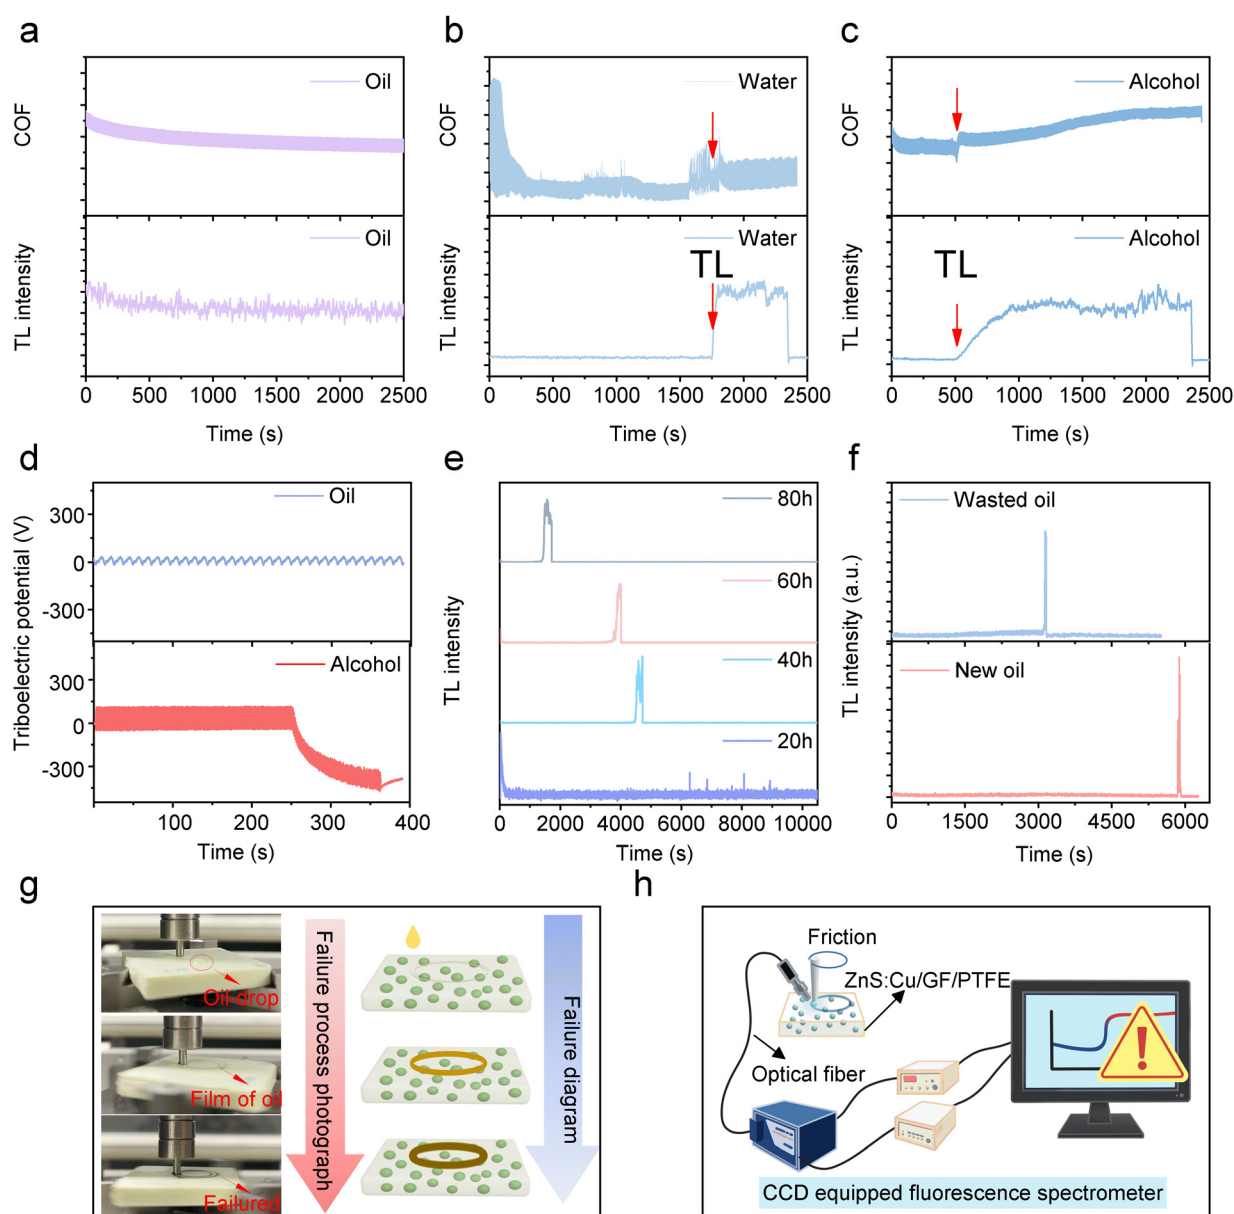 a
Oil
COF
Oil
TL intensity
0 500 1000 1500 2000 2500
Time (s)
b
Water
COF
Water
TL
TL intensity
0 500 1000 1500 2000 2500
Time (s)
c
Alcohol
COF
Alcohol
TL
TL intensity
0 500 1000 1500 2000 2500
Time (s)
d
Oil
300
0
-300
Alcohol
300
0
-300
Triboelectric potential (V)
100 200 300 400
Time (s)
e
80h
60h
40h
20h
TL intensity
0 2000 4000 6000 8000 10000
Time (s)
f
Wasted oil
New oil
TL intensity (a.u.)
0 1500 3000 4500 6000
Time (s)
g
Oil drop
Film of oil
Failured
Failure process photograph
Failure diagram
h
Friction
ZnS:Cu/GF/PTFE
Optical fiber
!
CCD equipped fluorescence spectrometer